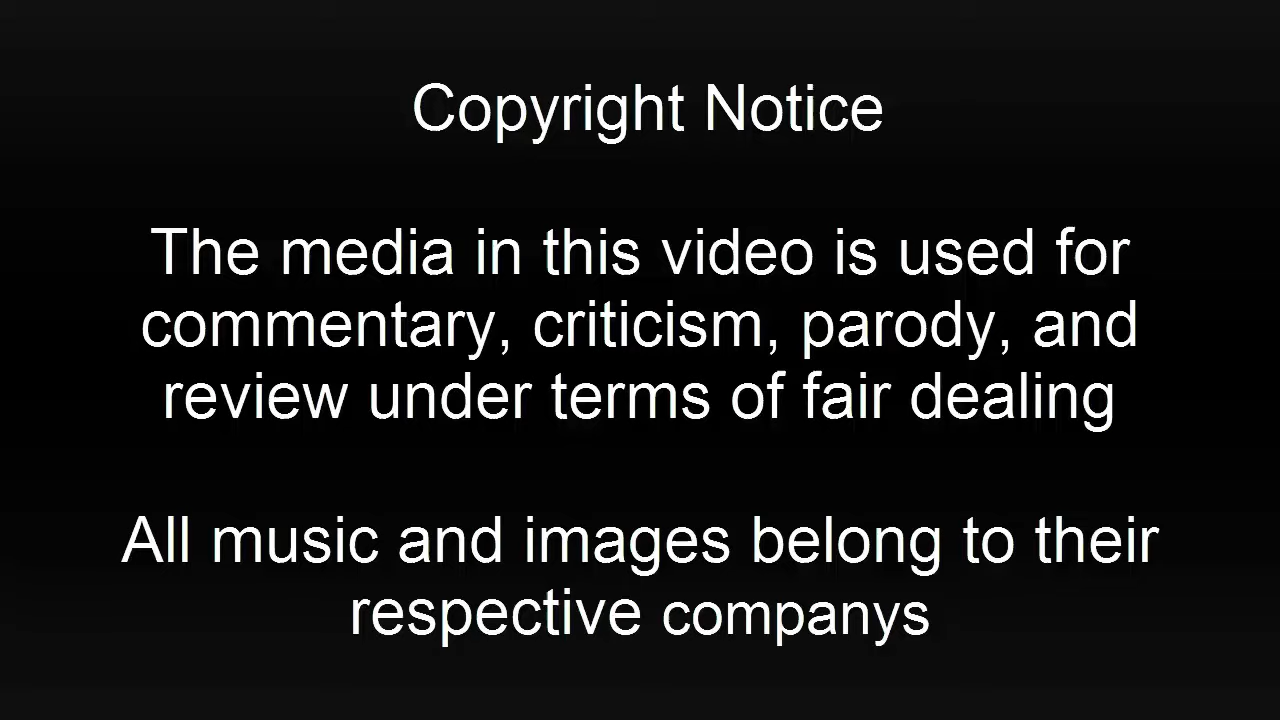 Copyright Notice
The media in this video is used for
commentary, criticism, parody, and
review under terms of fair dealing
All music and images belong to their
respective companys